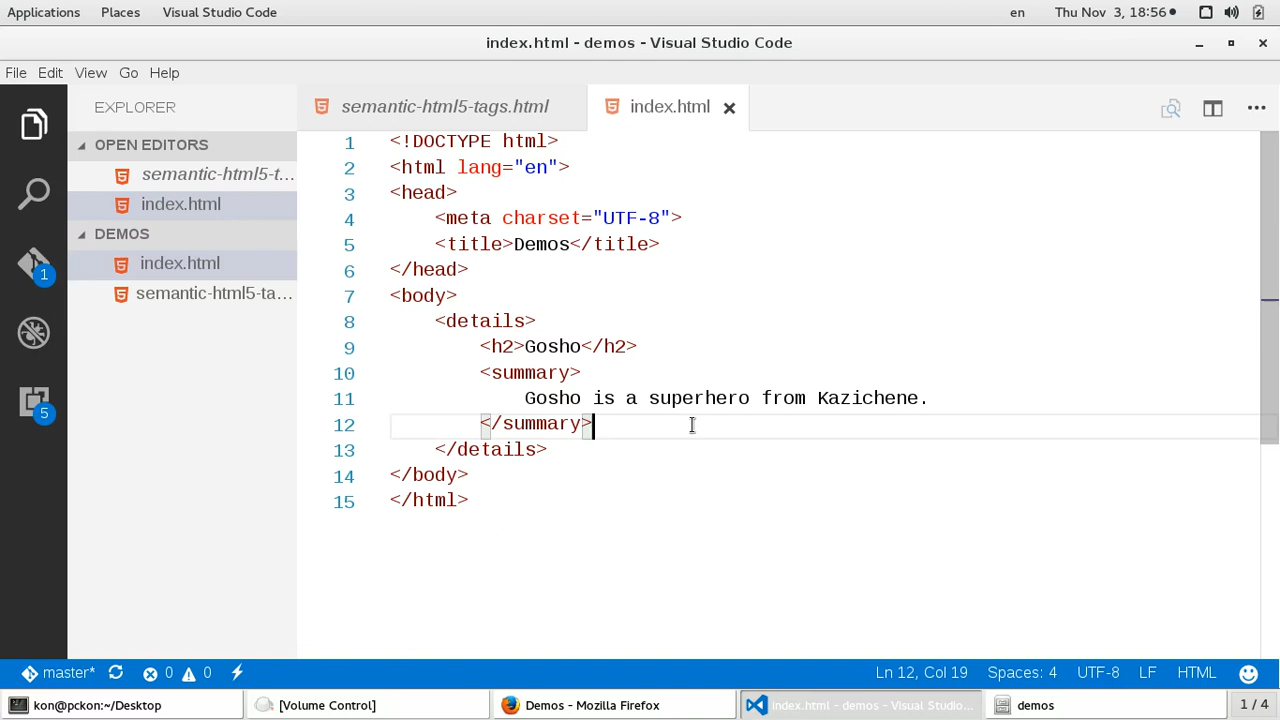 Applications Places Visual Studio Code en Thu Nov 3, 18:56
index.html - demos - Visual Studio Code
File Edit View Go Help
EXPLORER
OPEN EDITORS
semantic-html5-t...
index.html
DEMOS
index.html
semantic-html5-ta...
1
5
semantic-html5-tags.html index.html
1 <!DOCTYPE html>
2 <html lang="en">
3 <head>
4 <meta charset="UTF-8">
5 <title>Demos</title>
6 </head>
7 <body>
8 <details>
9 <h2>Gosho</h2>
10 <summary>
11 Gosho is a superhero from Kazichene.
12 </summary>
13 </details>
14 </body>
15 </html>
master* 0 0 Ln 12, Col 19 Spaces: 4 UTF-8 LF HTML
kon@pckon:~/Desktop [Volume Control] Demos - Mozilla Firefox index.html - demos - Visual Studio... demos 1 / 4